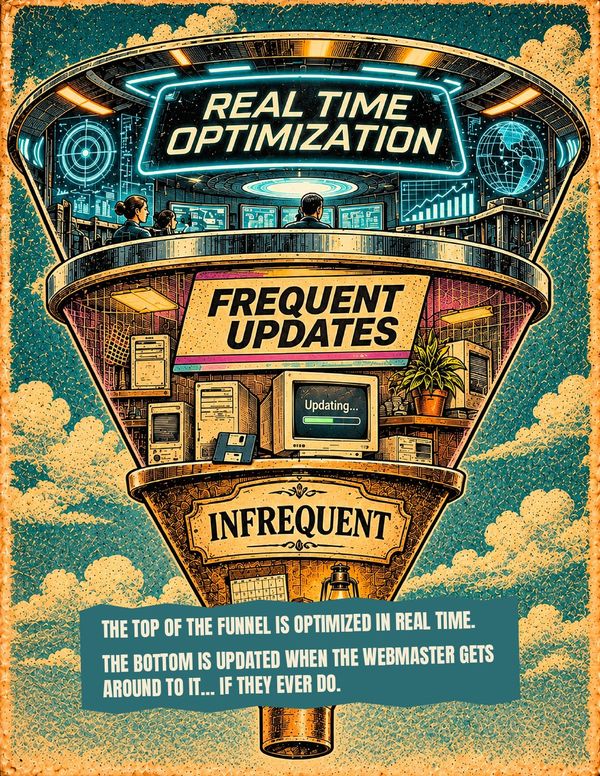 REAL TIME
OPTIMIZATION
FREQUENT
UPDATES
Updating...
INFREQUENT
THE TOP OF THE FUNNEL IS OPTIMIZED IN REAL TIME.
THE BOTTOM IS UPDATED WHEN THE WEBMASTER GETS
AROUND TO IT... IF THEY EVER DO.